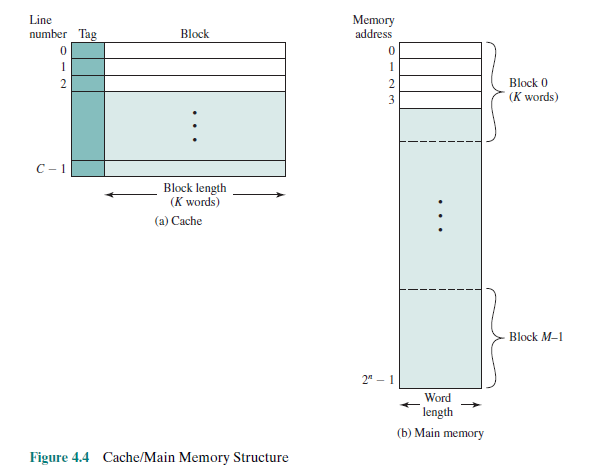 Line
number Tag Block
0
1
2
C – 1
Block length
(K words)
(a) Cache
Memory
address
0
1
2
3
Block 0
(K words)
Block M–1
2ⁿ – 1
Word
length
(b) Main memory
Figure 4.4 Cache/Main Memory Structure